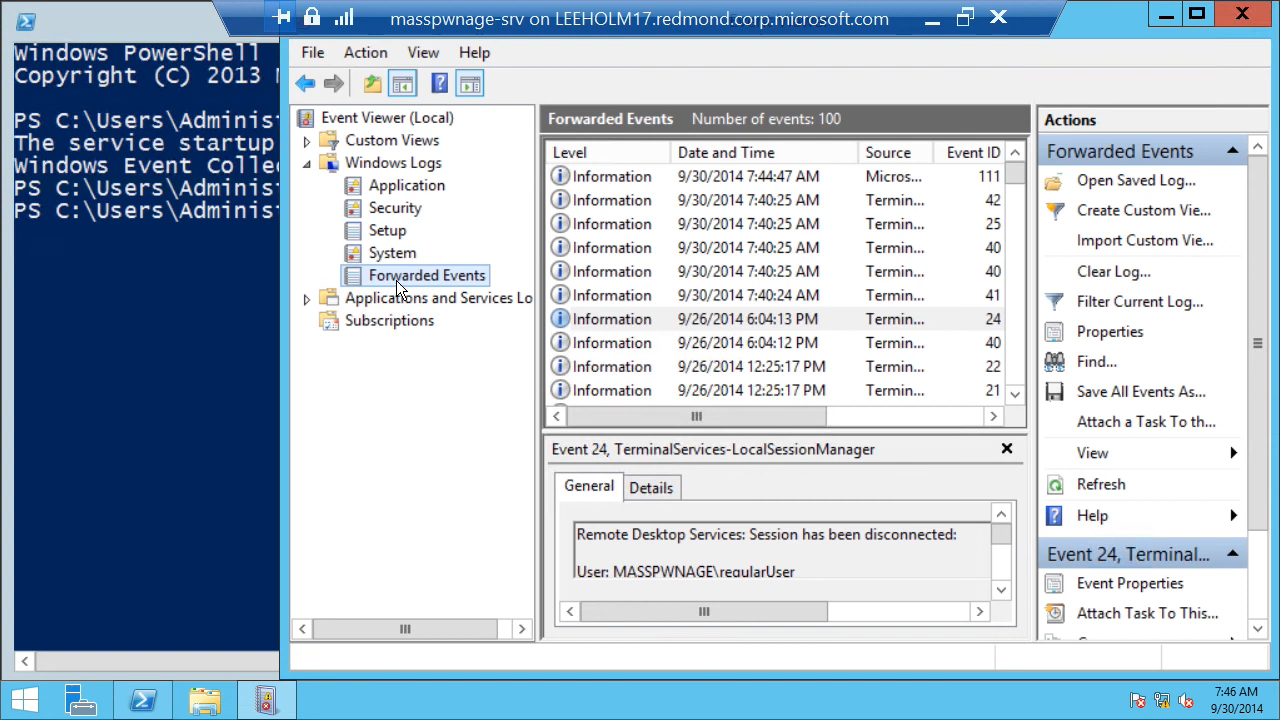 masspwnage-srv on LEEHOLM17.redmond.corp.microsoft.com
Windows PowerShell
Copyright (C) 2013
PS C:\Users\Adminis
The service startup
Windows Event Colle
PS C:\Users\Adminis
PS C:\Users\Adminis
File Action View Help
Event Viewer (Local)
Custom Views
Windows Logs
Application
Security
Setup
System
Forwarded Events
Applications and Services Lo
Subscriptions
Forwarded Events Number of events: 100
Level Date and Time Source Event ID
Information 9/30/2014 7:44:47 AM Micros... 111
Information 9/30/2014 7:40:25 AM Termin... 42
Information 9/30/2014 7:40:25 AM Termin... 25
Information 9/30/2014 7:40:25 AM Termin... 40
Information 9/30/2014 7:40:25 AM Termin... 40
Information 9/30/2014 7:40:24 AM Termin... 41
Information 9/26/2014 6:04:13 PM Termin... 24
Information 9/26/2014 6:04:12 PM Termin... 40
Information 9/26/2014 12:25:17 PM Termin... 22
Information 9/26/2014 12:25:17 PM Termin... 21
Event 24, TerminalServices-LocalSessionManager
General Details
Remote Desktop Services: Session has been disconnected:
User: MASSPWNAGE\regularUser
Actions
Forwarded Events
Open Saved Log...
Create Custom Vie...
Import Custom Vie...
Clear Log...
Filter Current Log...
Properties
Find...
Save All Events As...
Attach a Task To th...
View
Refresh
Help
Event 24, Terminal...
Event Properties
Attach Task To This...
7:46 AM
9/30/2014